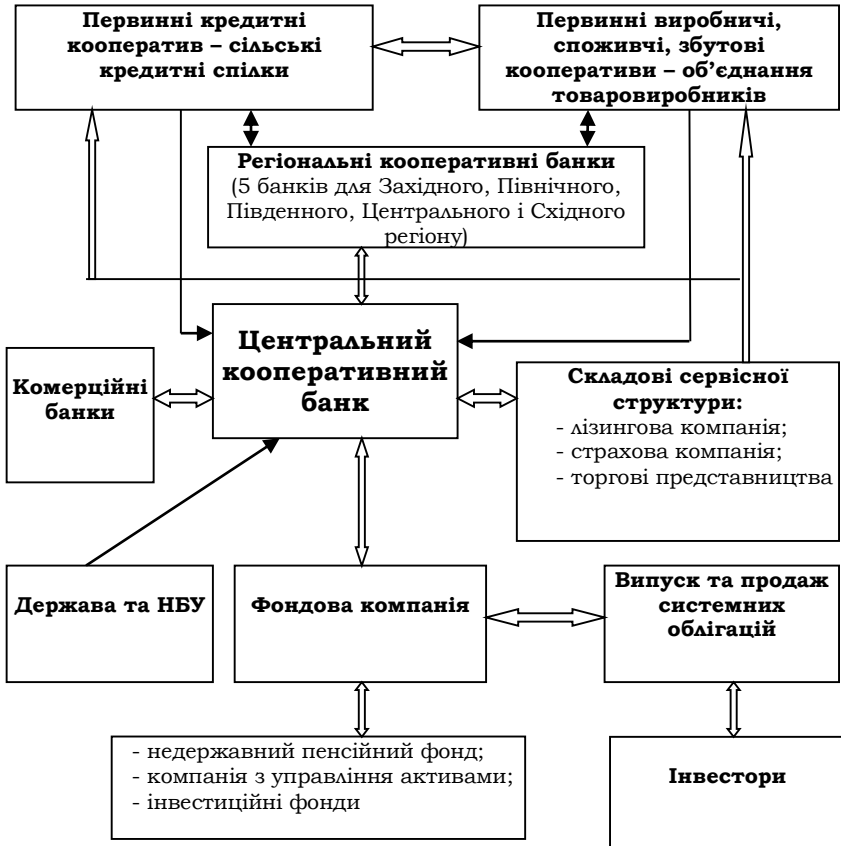 Первинні кредитні
кооператив – сільські
кредитні спілки
Первинні виробничі,
споживчі, збутові
кооперативи – об’єднання
товаровиробників
Регіональні кооперативні банки
(5 банків для Західного, Північного,
Південного, Центрального і Східного
регіону)
Центральний
кооперативний
банк
Комерційні
банки
Складові сервісної
структури:
- лізингова компанія;
- страхова компанія;
- торгові представництва
Держава та НБУ
Фондова компанія
Випуск та продаж
системних
облігацій
- недержавний пенсійний фонд;
- компанія з управління активами;
- інвестиційні фонди
Інвестори